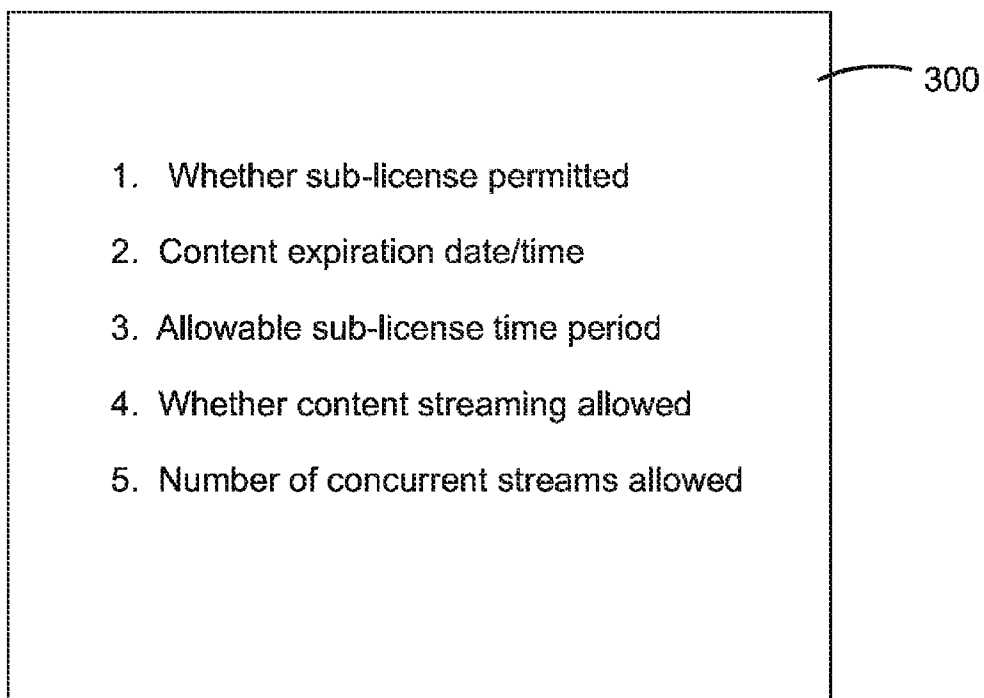 300
1. Whether sub-license permitted
2. Content expiration date/time
3. Allowable sub-license time period
4. Whether content streaming allowed
5. Number of concurrent streams allowed